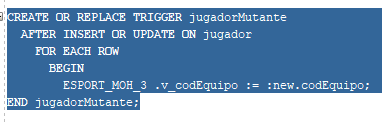 CREATE OR REPLACE TRIGGER jugadorMutante
AFTER INSERT OR UPDATE ON jugador
FOR EACH ROW
BEGIN
ESPORT_MOH_3 .v_codEquipo := :new.codEquipo;
END jugadorMutante;